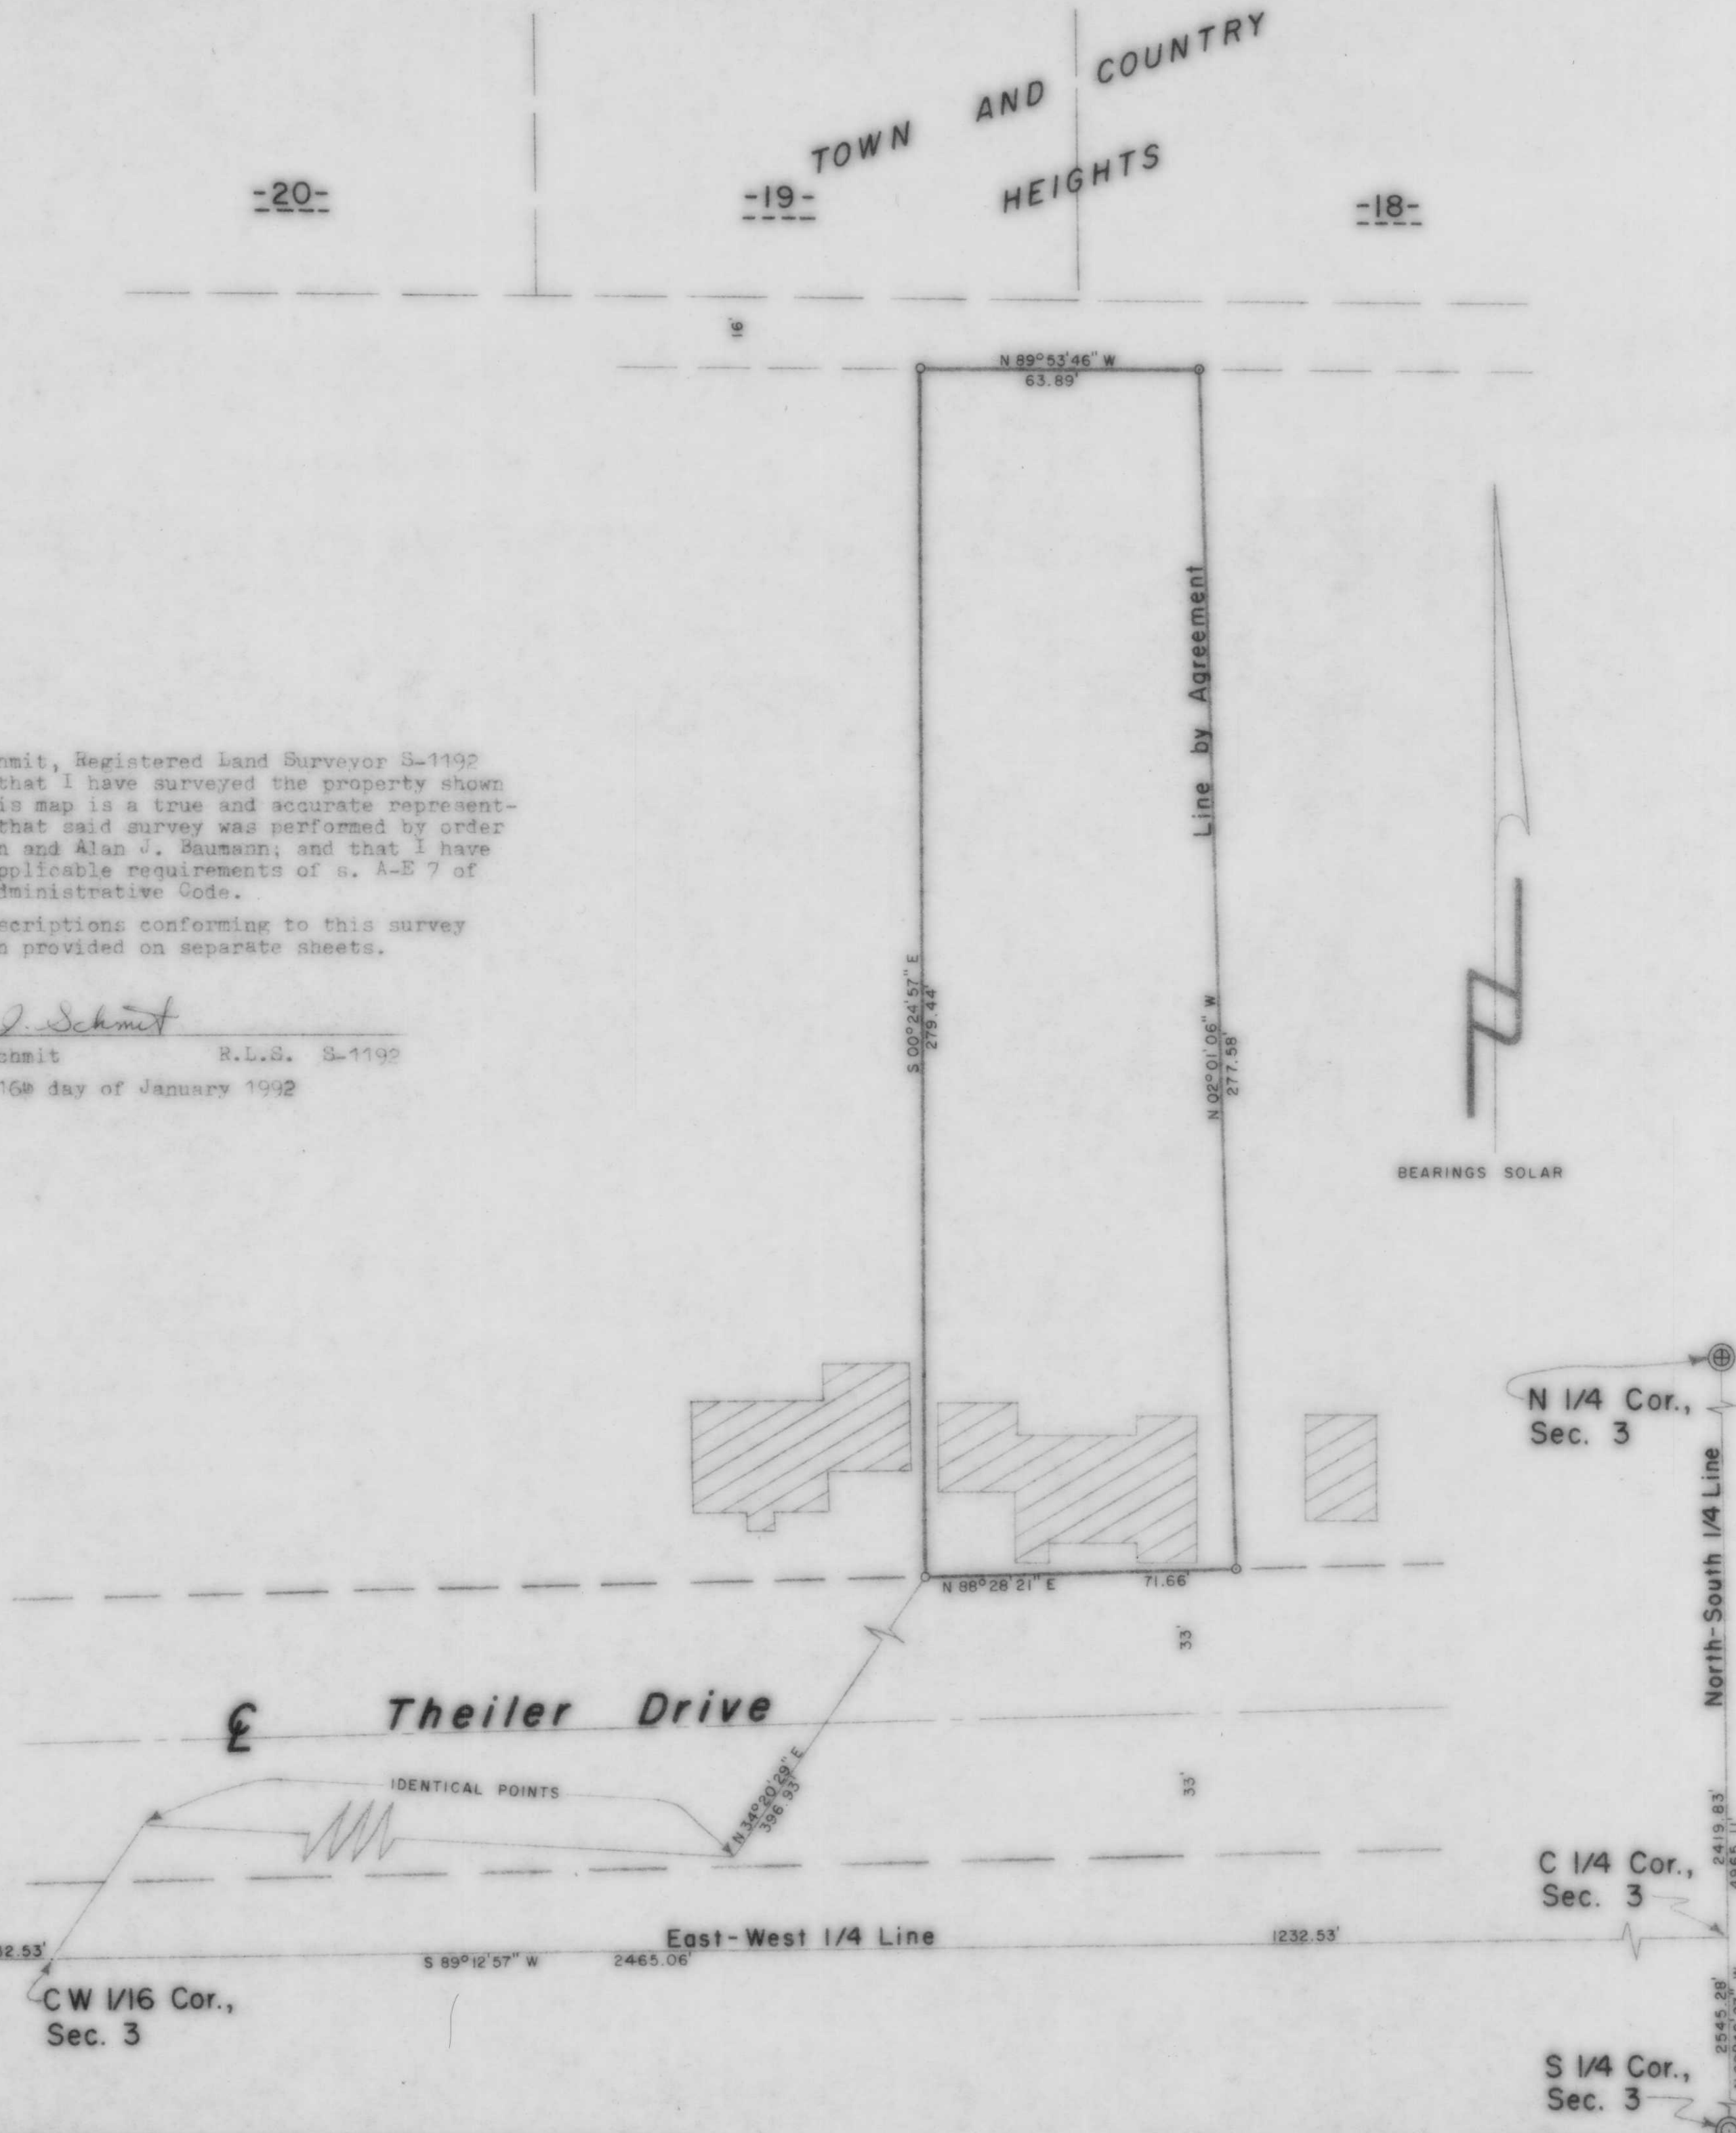 TOWN AND COUNTRY
HEIGHTS
-20-
-19-
-18-
16'
N 89°53'46" W
63.89'
Line by Agreement
hmit, Registered Land Surveyor S-1192
that I have surveyed the property shown
is map is a true and accurate represent-
that said survey was performed by order
n and Alan J. Baumann; and that I have
pplicable requirements of s. A-E 7 of
dministrative Code.
scriptions conforming to this survey
n provided on separate sheets.
J. Schmit
chmit R.L.S. S-1192
16th day of January 1992
S 00°24'57" E
279.44'
N 02°01'06" W
277.58'
BEARINGS SOLAR
N 1/4 Cor.,
Sec. 3
North-South 1/4 Line
N 88°28'21" E 71.66'
33'
℄ Theiler Drive
IDENTICAL POINTS
N 34°20'29" E
396.93'
33'
2419.83'
C 1/4 Cor.,
Sec. 3
East-West 1/4 Line
1232.53'
32.53'
S 89°12'57" W 2465.06'
CW 1/16 Cor.,
Sec. 3
2545.28'
S 1/4 Cor.,
Sec. 3